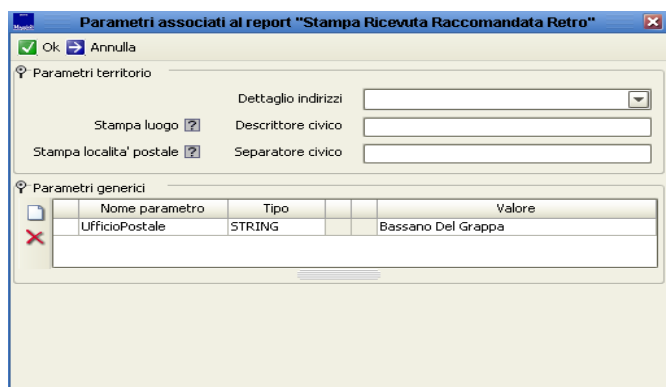 Parametri associati al report "Stampa Ricevuta Raccomandata Retro"
Ok Annulla
Parametri territorio
Dettaglio indirizzi
Stampa luogo ? Descrittore civico
Stampa localita' postale ? Separatore civico
Parametri generici
Nome parametro Tipo Valore
UfficioPostale STRING Bassano Del Grappa